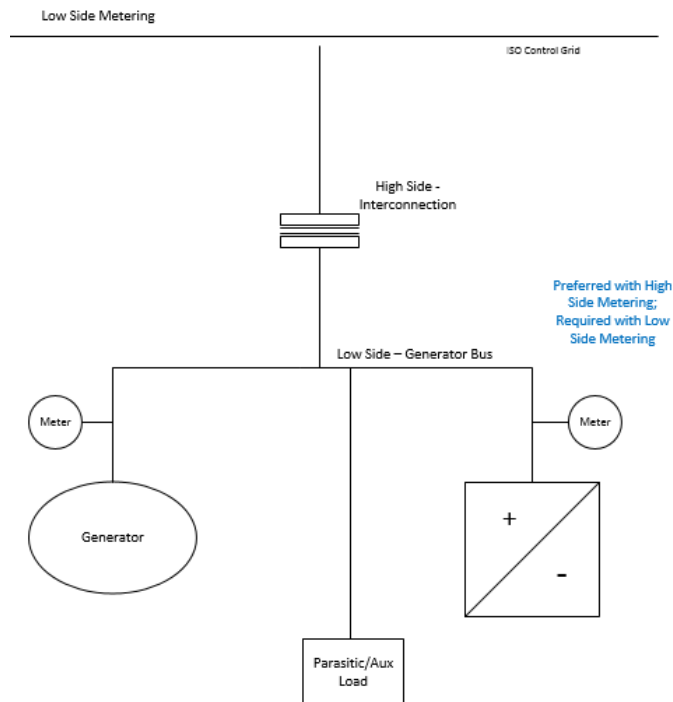 Low Side Metering
ISO Control Grid
High Side -
Interconnection
Preferred with High
Side Metering;
Required with Low
Side Metering
Low Side – Generator Bus
Meter
Meter
Generator
+
-
Parasitic/Aux
Load